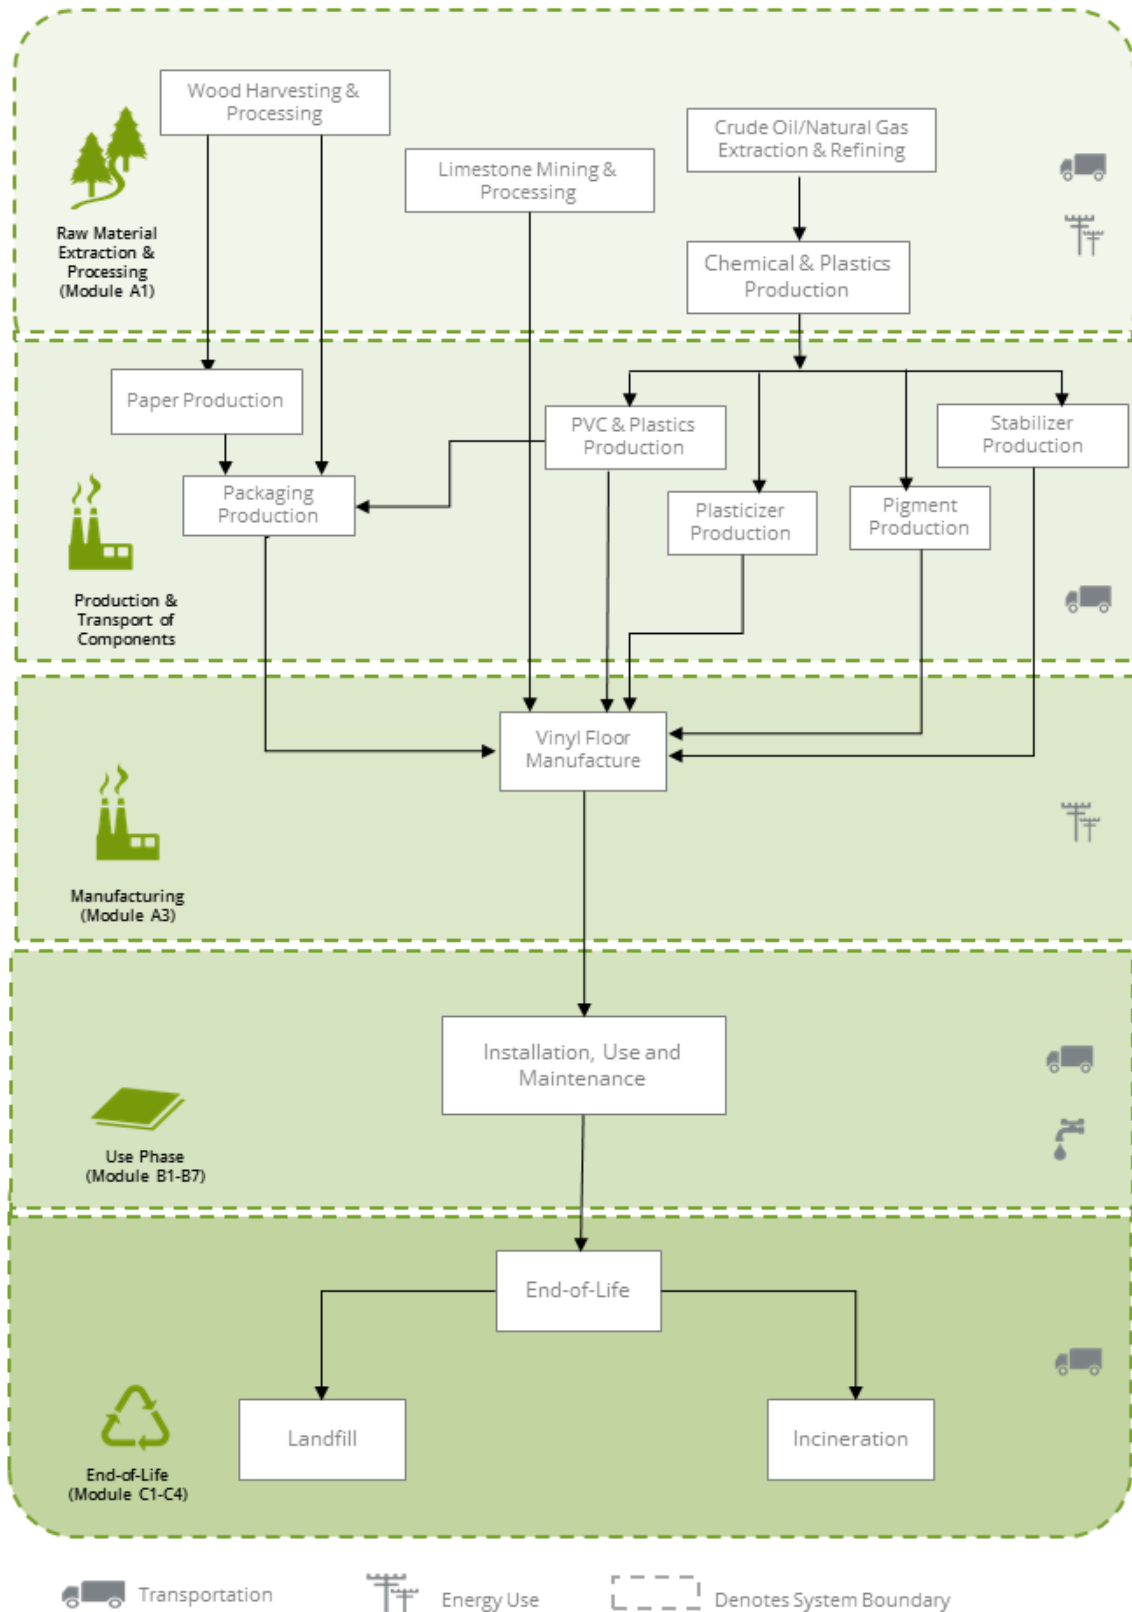 Wood Harvesting &
Processing
Crude Oil/Natural Gas
Extraction & Refining
Limestone Mining &
Processing
Raw Material
Extraction &
Processing
(Module A1)
Chemical & Plastics
Production
Paper Production
PVC & Plastics
Production
Stabilizer
Production
Packaging
Production
Plasticizer
Production
Pigment
Production
Production &
Transport of
Components
Vinyl Floor
Manufacture
Manufacturing
(Module A3)
Installation, Use and
Maintenance
Use Phase
(Module B1-B7)
End-of-Life
Landfill
Incineration
End-of-Life
(Module C1-C4)
Transportation
Energy Use
Denotes System Boundary